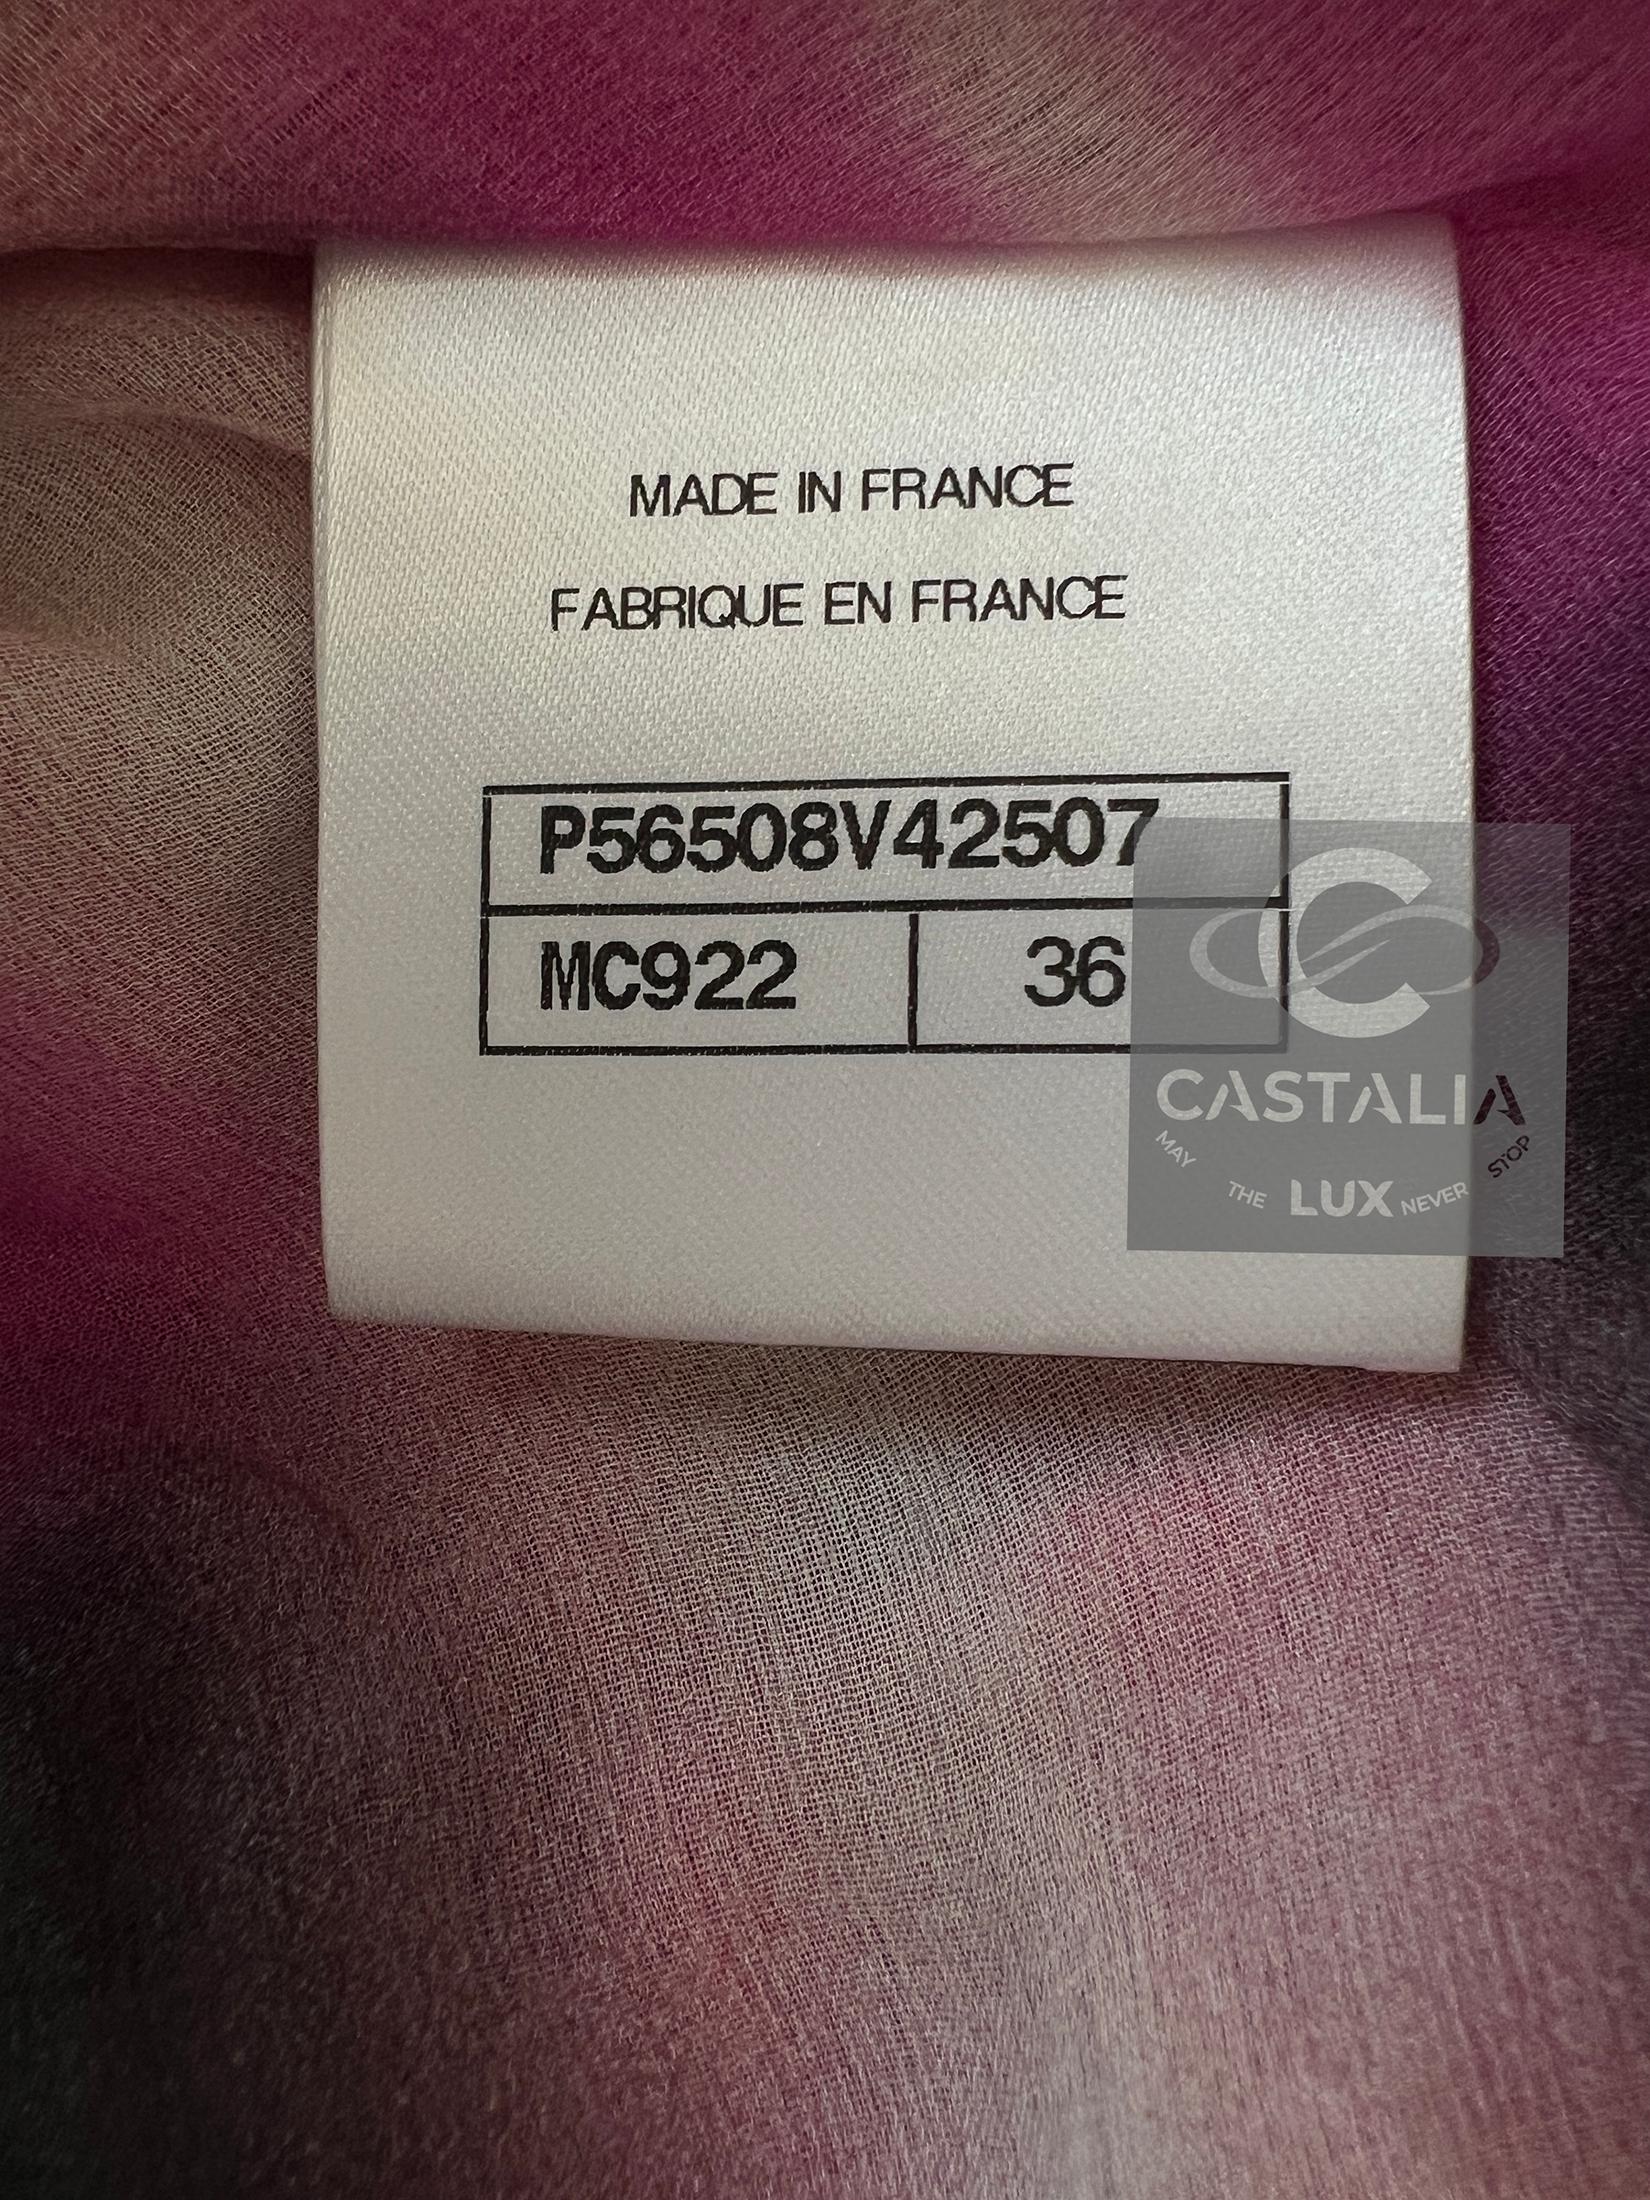 MADE IN FRANCE
FABRIQUE EN FRANCE
P56508V42507
MC922 36
CASTALIA
MAY THE LUX NEVER STOP